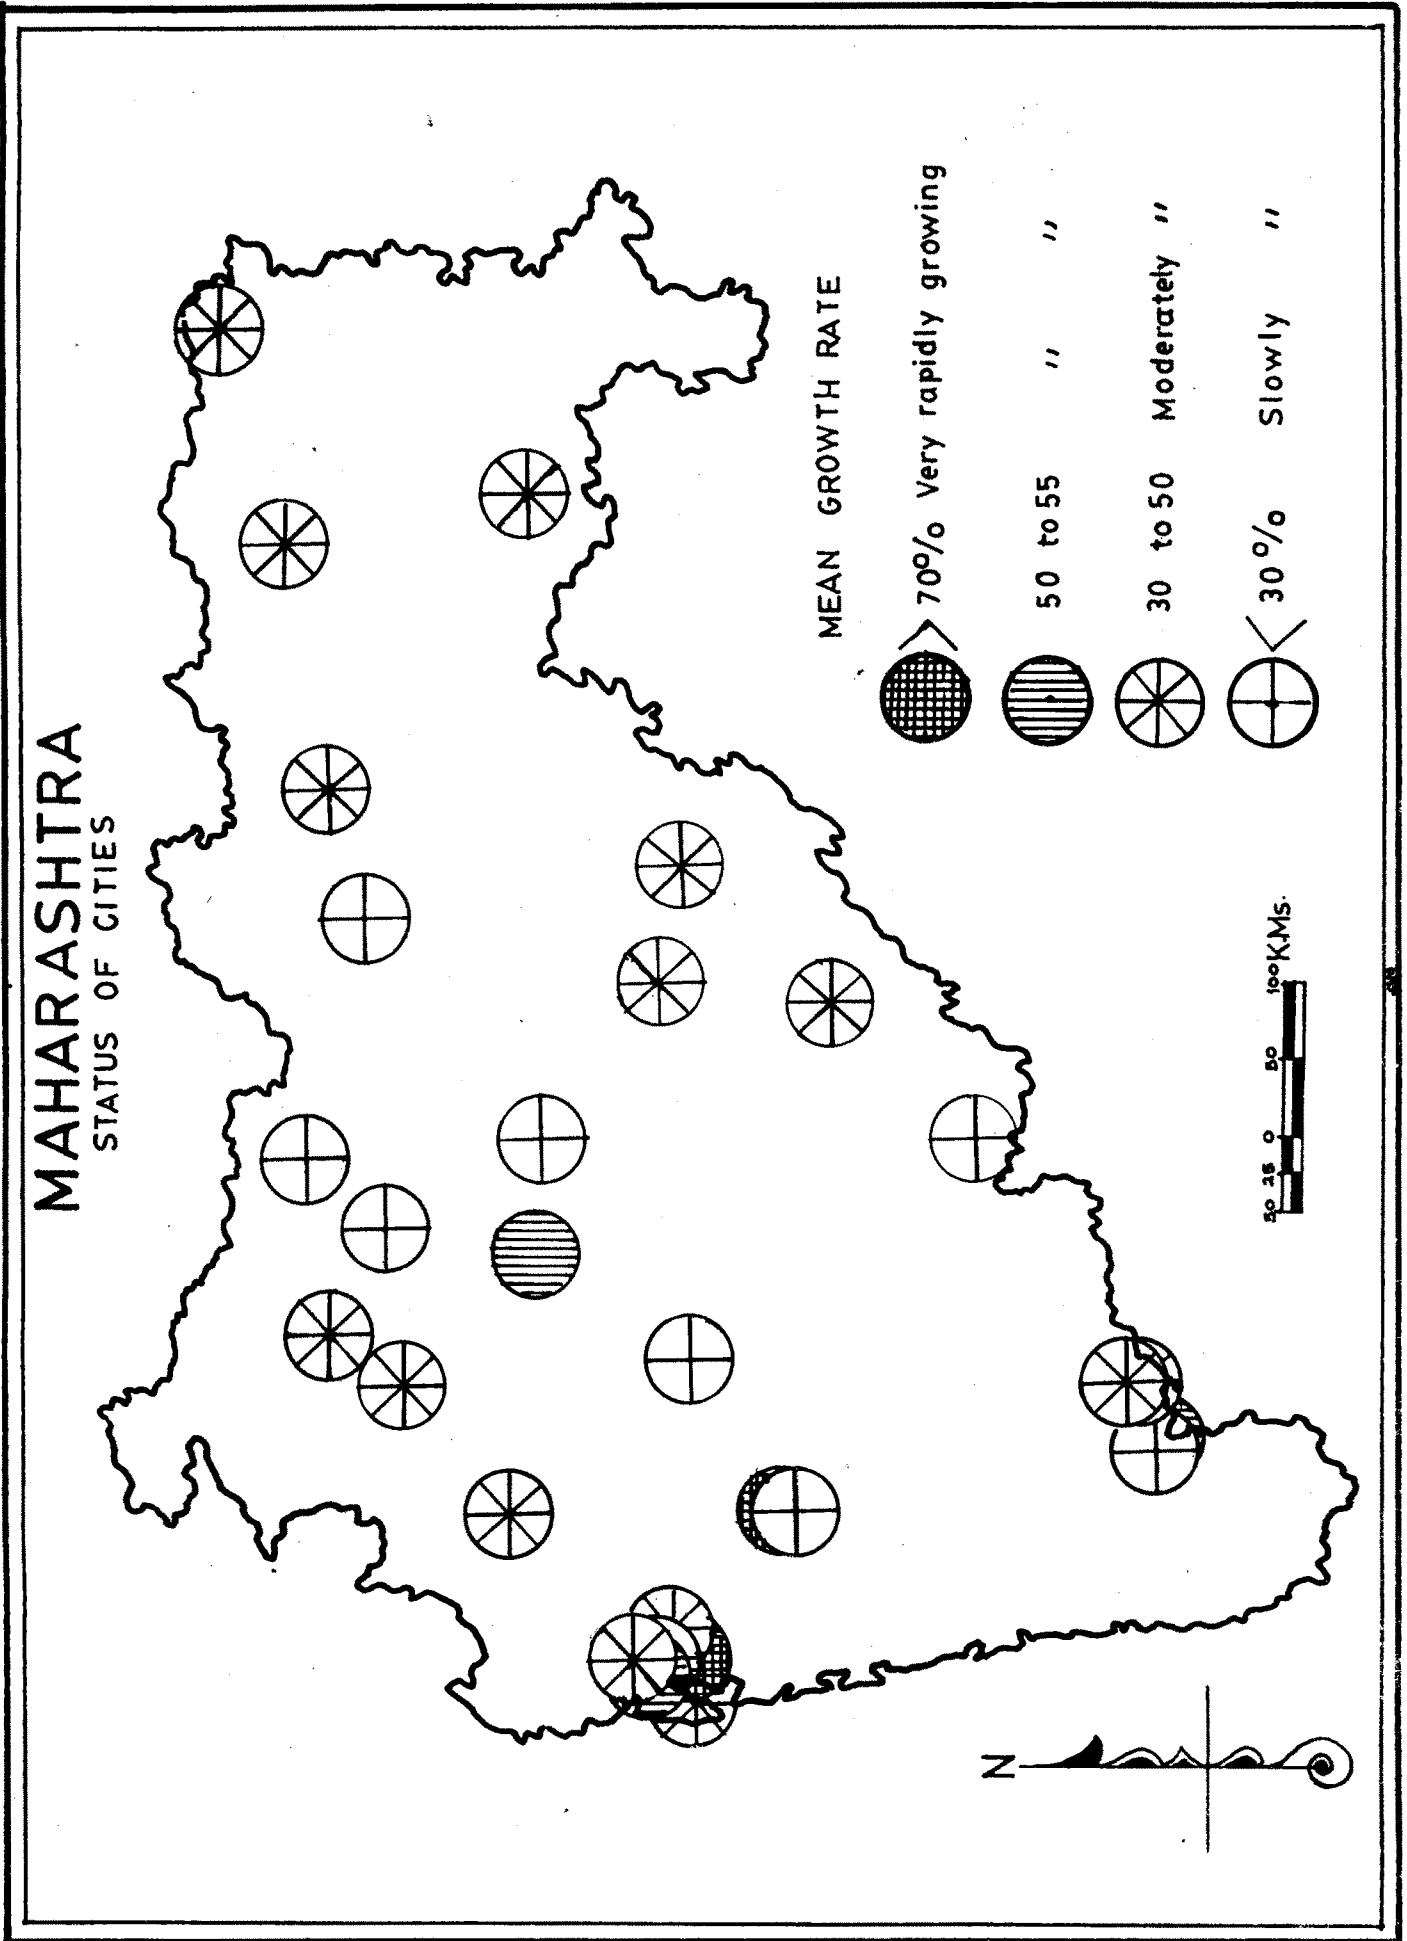 MAHARASHTRA
STATUS OF CITIES
MEAN GROWTH RATE
> 70% Very rapidly growing
50 to 55 " "
30 to 50 Moderately "
< 30% Slowly "
50 25 0 50 100 K.Ms.
N